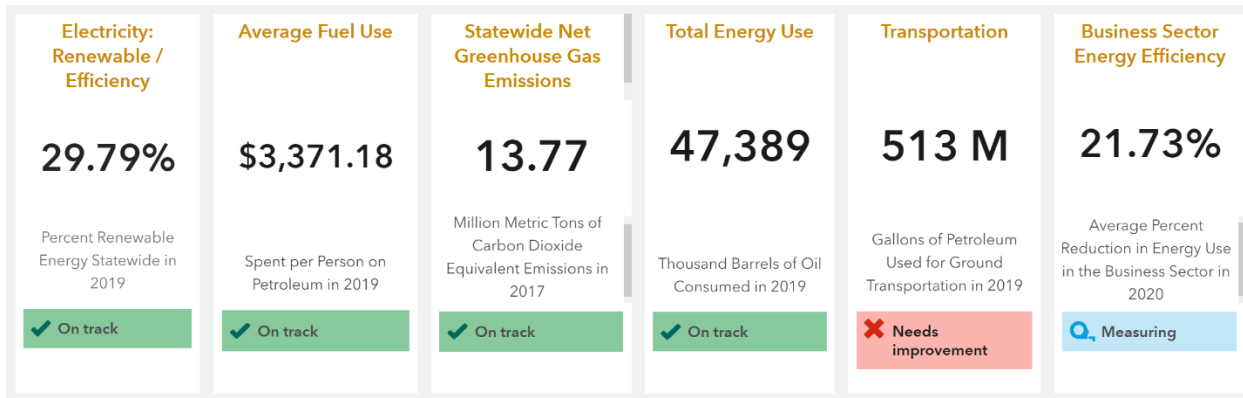 Electricity:
Renewable /
Efficiency
29.79%
Percent Renewable
Energy Statewide in
2019
On track
Average Fuel Use
$3,371.18
Spent per Person on
Petroleum in 2019
On track
Statewide Net
Greenhouse Gas
Emissions
13.77
Million Metric Tons of
Carbon Dioxide
Equivalent Emissions in
2017
On track
Total Energy Use
47,389
Thousand Barrels of Oil
Consumed in 2019
On track
Transportation
513 M
Gallons of Petroleum
Used for Ground
Transportation in 2019
Needs
improvement
Business Sector
Energy Efficiency
21.73%
Average Percent
Reduction in Energy Use
in the Business Sector in
2020
Measuring